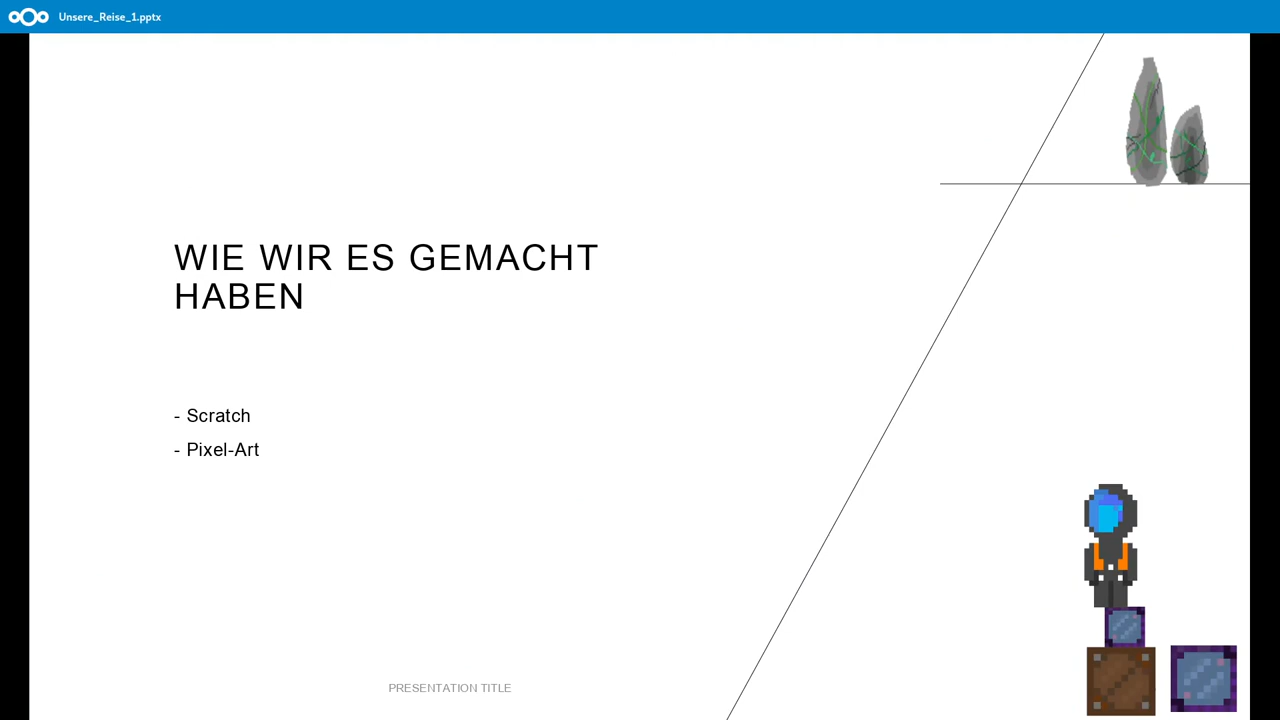 Unsere_Reise_1.pptx
WIE WIR ES GEMACHT
HABEN
- Scratch
- Pixel-Art
PRESENTATION TITLE